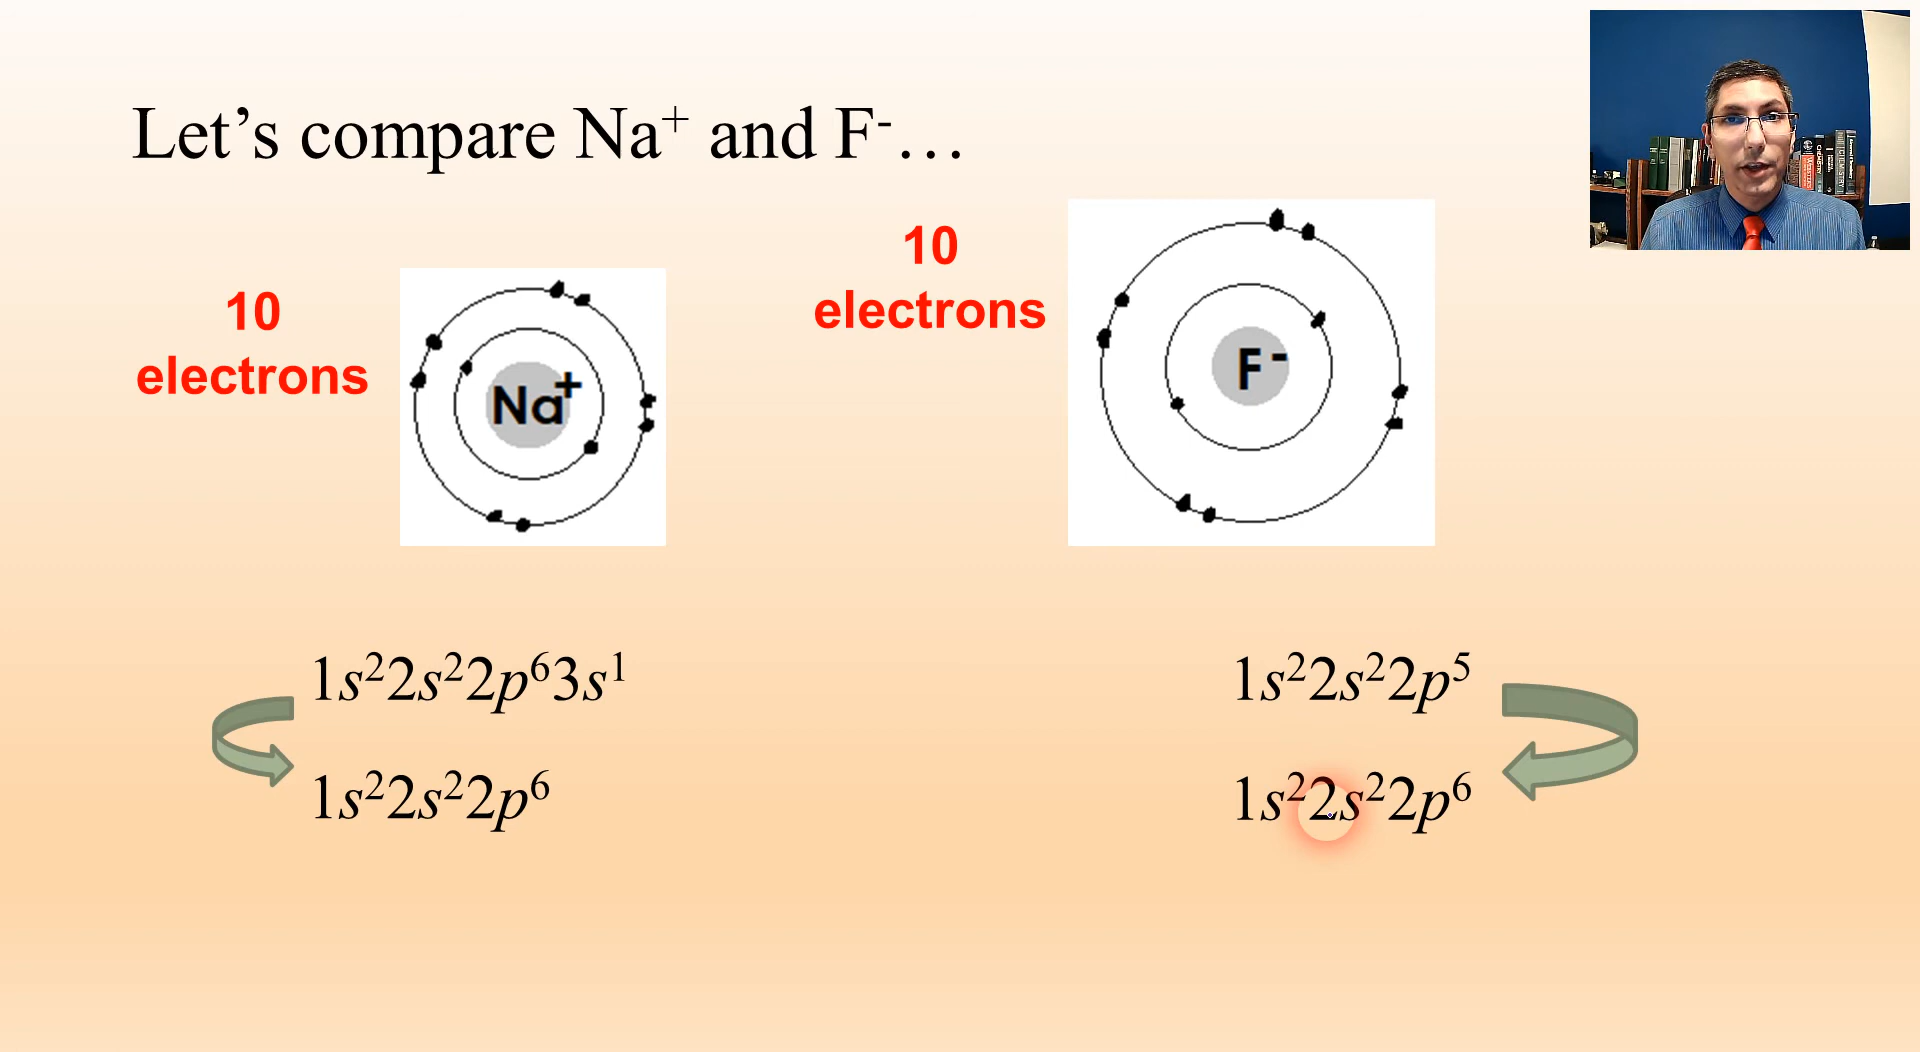 Let’s compare Na⁺ and F⁻…
10
electrons
Na⁺
10
electrons
F⁻
1s²2s²2p⁶3s¹
1s²2s²2p⁶
1s²2s²2p⁵
1s²2s²2p⁶